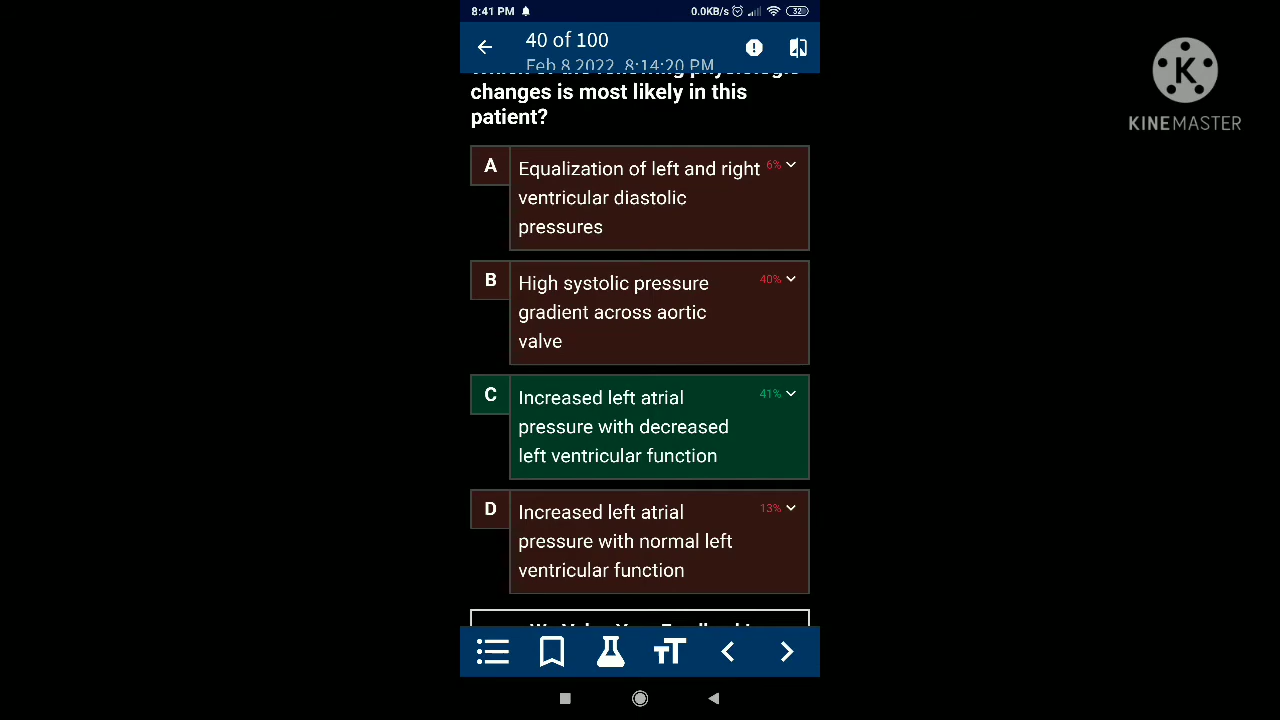 8:41 PM
0.0KB/s
32
40 of 100
Feb 8 2022, 8:14:20 PM
changes is most likely in this
patient?
A
Equalization of left and right
ventricular diastolic
pressures
6%
B
High systolic pressure
gradient across aortic
valve
40%
C
Increased left atrial
pressure with decreased
left ventricular function
41%
D
Increased left atrial
pressure with normal left
ventricular function
13%
TT
K
KINEMASTER